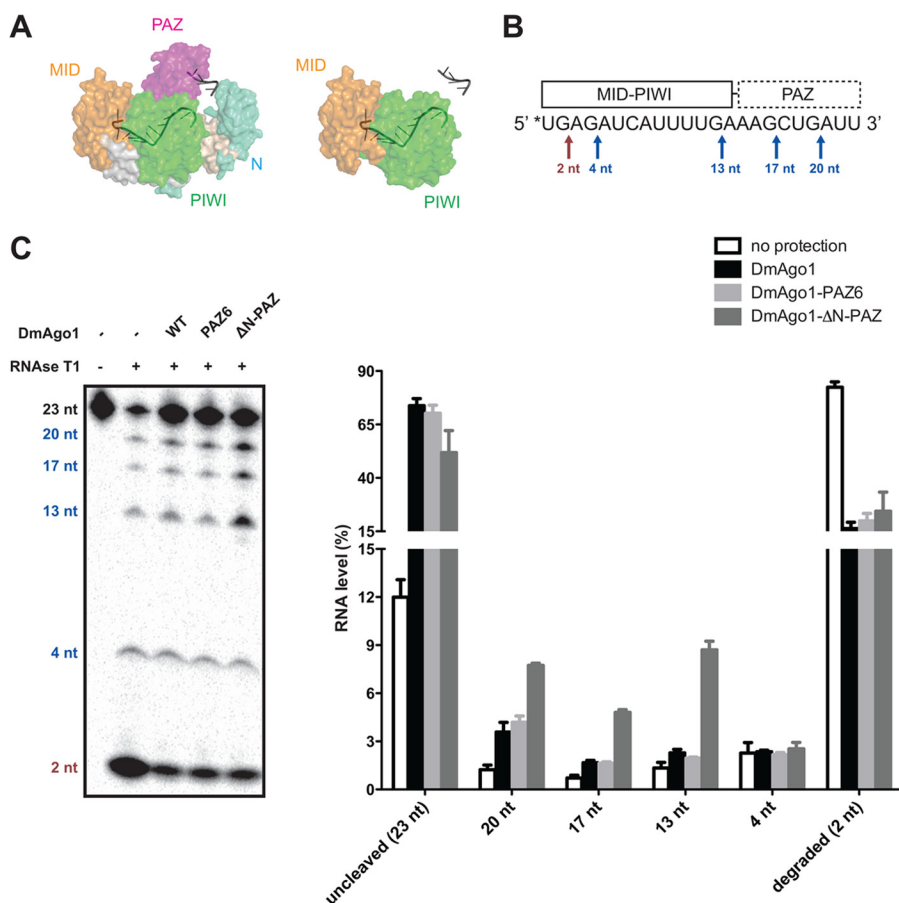 A
PAZ
MID
N
PIWI
MID
PIWI
B
MID-PIWI
PAZ
5' *UGAGAUCAUUUUGAAAGCUGAUU 3'
2 nt 4 nt 13 nt 17 nt 20 nt
C
DmAgo1 - - WT PAZ6 ΔN-PAZ
RNAse T1 - + + + +
23 nt
20 nt
17 nt
13 nt
4 nt
2 nt
no protection
DmAgo1
DmAgo1-PAZ6
DmAgo1-ΔN-PAZ
RNA level (%)
90
65
40
15
15
12
9
6
3
0
uncleaved (23 nt)
20 nt
17 nt
13 nt
4 nt
degraded (2 nt)